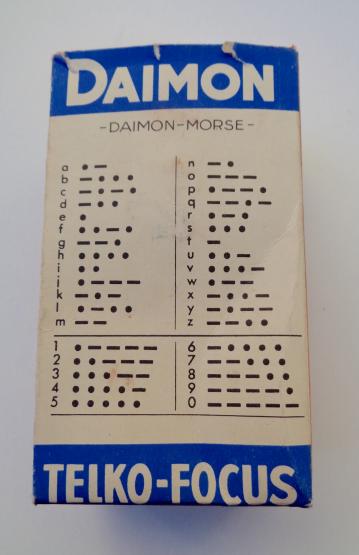 DAIMON
-DAIMON-MORSE-
a •— n —•
b —••• o ———
c —•—• p •——•
d —•• q ——•—
e • r •—•
f ••—• s •••
g ——• t —
h •••• u ••—
i •• v •••—
j •——— w •——
k —•— x —••—
l •—•• y —•——
m —— z ——••
1 •———— 6 —••••
2 ••——— 7 ——•••
3 •••—— 8 ———••
4 ••••— 9 ————•
5 ••••• 0 —————
TELKO-FOCUS